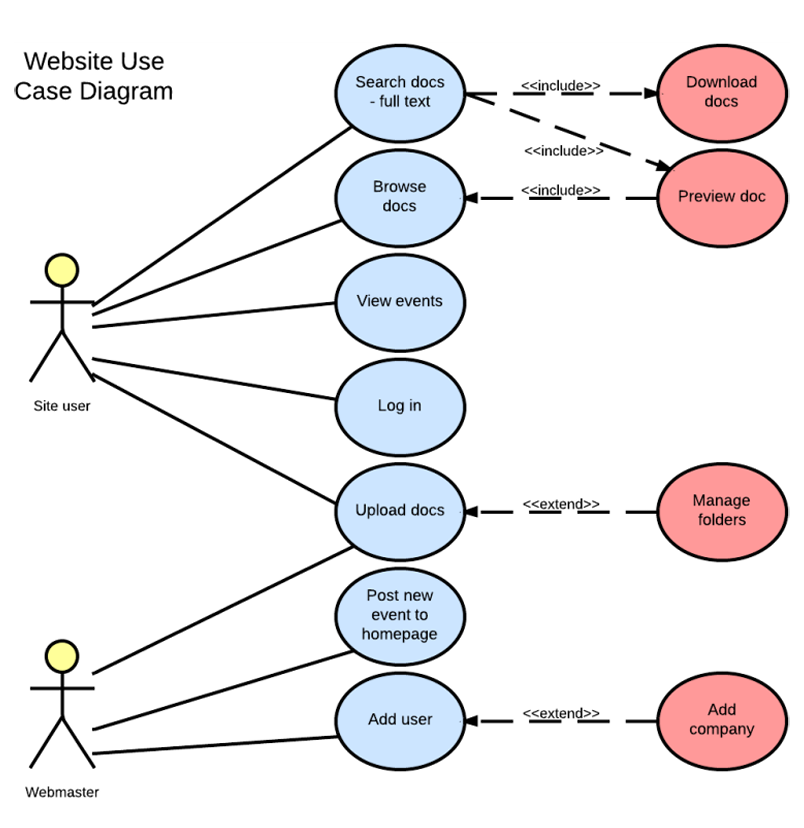 Website Use
Case Diagram
Search docs
- full text
<<include>>
Download
docs
<<include>>
Browse
docs
<<include>>
Preview doc
View events
Site user
Log in
Upload docs
<<extend>>
Manage
folders
Post new
event to
homepage
Add user
<<extend>>
Add
company
Webmaster